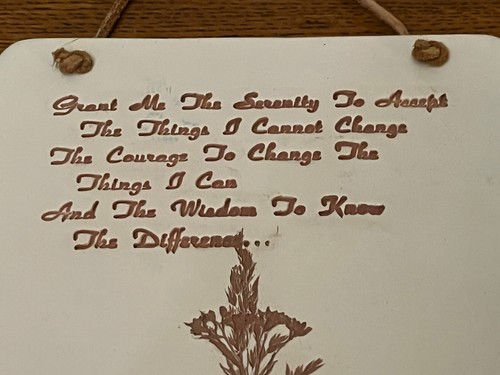 Grant Me The Serenity To Accept
The Things I Cannot Change
The Courage To Change The
Things I Can
And The Wisdom To Know
The Difference...